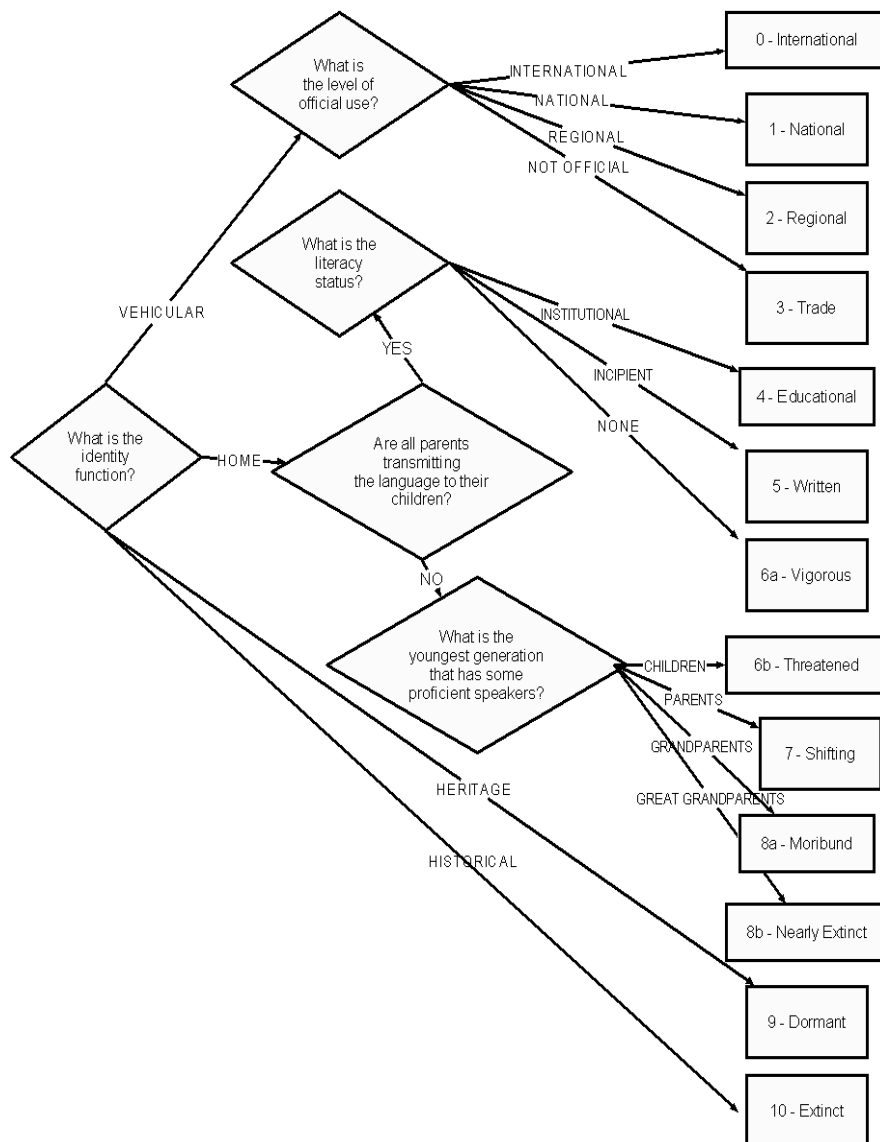 0 - International
What is
the level of
official use?
INTERNATIONAL
NATIONAL
1 - National
REGIONAL
NOT OFFICIAL
2 - Regional
What is the
literacy
status?
3 - Trade
VEHICULAR
INSTITUTIONAL
YES
INCIPIENT
4 - Educational
NONE
What is the
identity
function?
HOME
Are all parents
transmitting
the language to their
children?
5 - Written
6a - Vigorous
NO
What is the
youngest generation
that has some
proficient speakers?
CHILDREN
6b - Threatened
PARENTS
GRANDPARENTS
7 - Shifting
HERITAGE
GREAT GRANDPARENTS
8a - Moribund
HISTORICAL
8b - Nearly Extinct
9 - Dormant
10 - Extinct